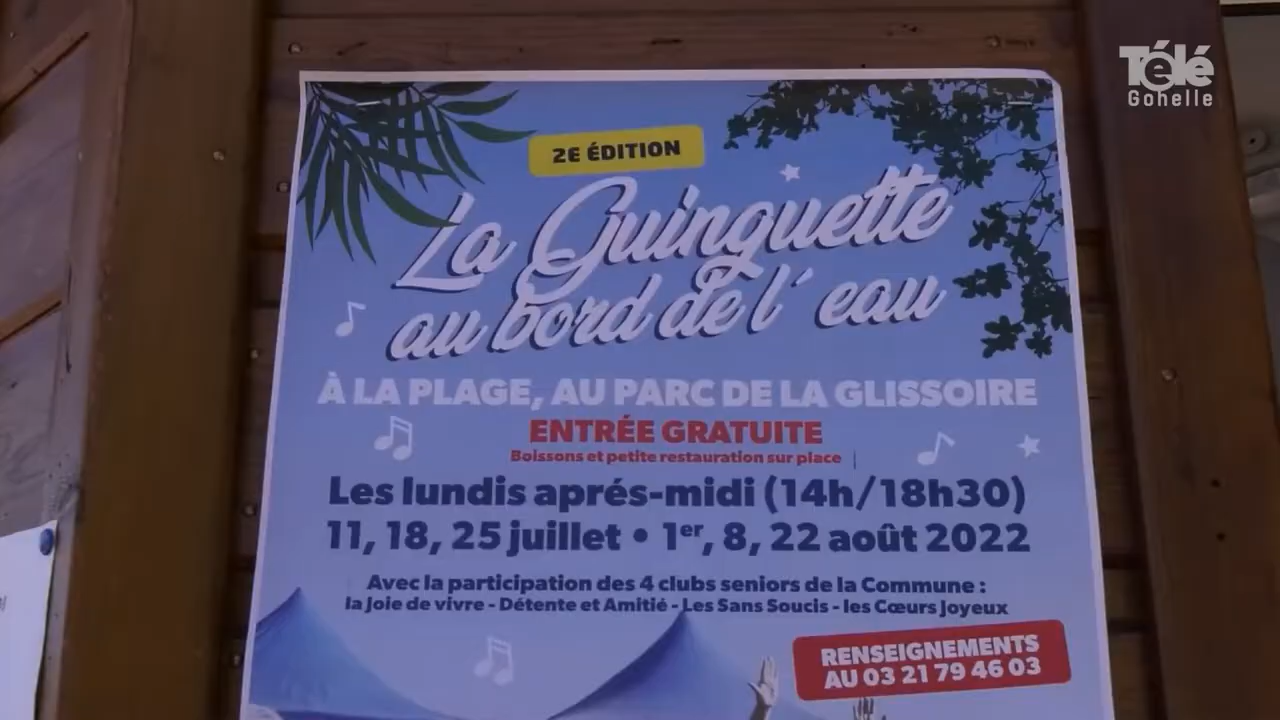 Télé
Gohelle
2E ÉDITION
La Guinguette
au bord de l' eau
À LA PLAGE, AU PARC DE LA GLISSOIRE
ENTRÉE GRATUITE
Boissons et petite restauration sur place
Les lundis aprés-midi (14h/18h30)
11, 18, 25 juillet • 1er, 8, 22 août 2022
Avec la participation des 4 clubs seniors de la Commune :
la Joie de vivre - Détente et Amitié - Les Sans Soucis - les Cœurs Joyeux
RENSEIGNEMENTS
AU 03 21 79 46 03